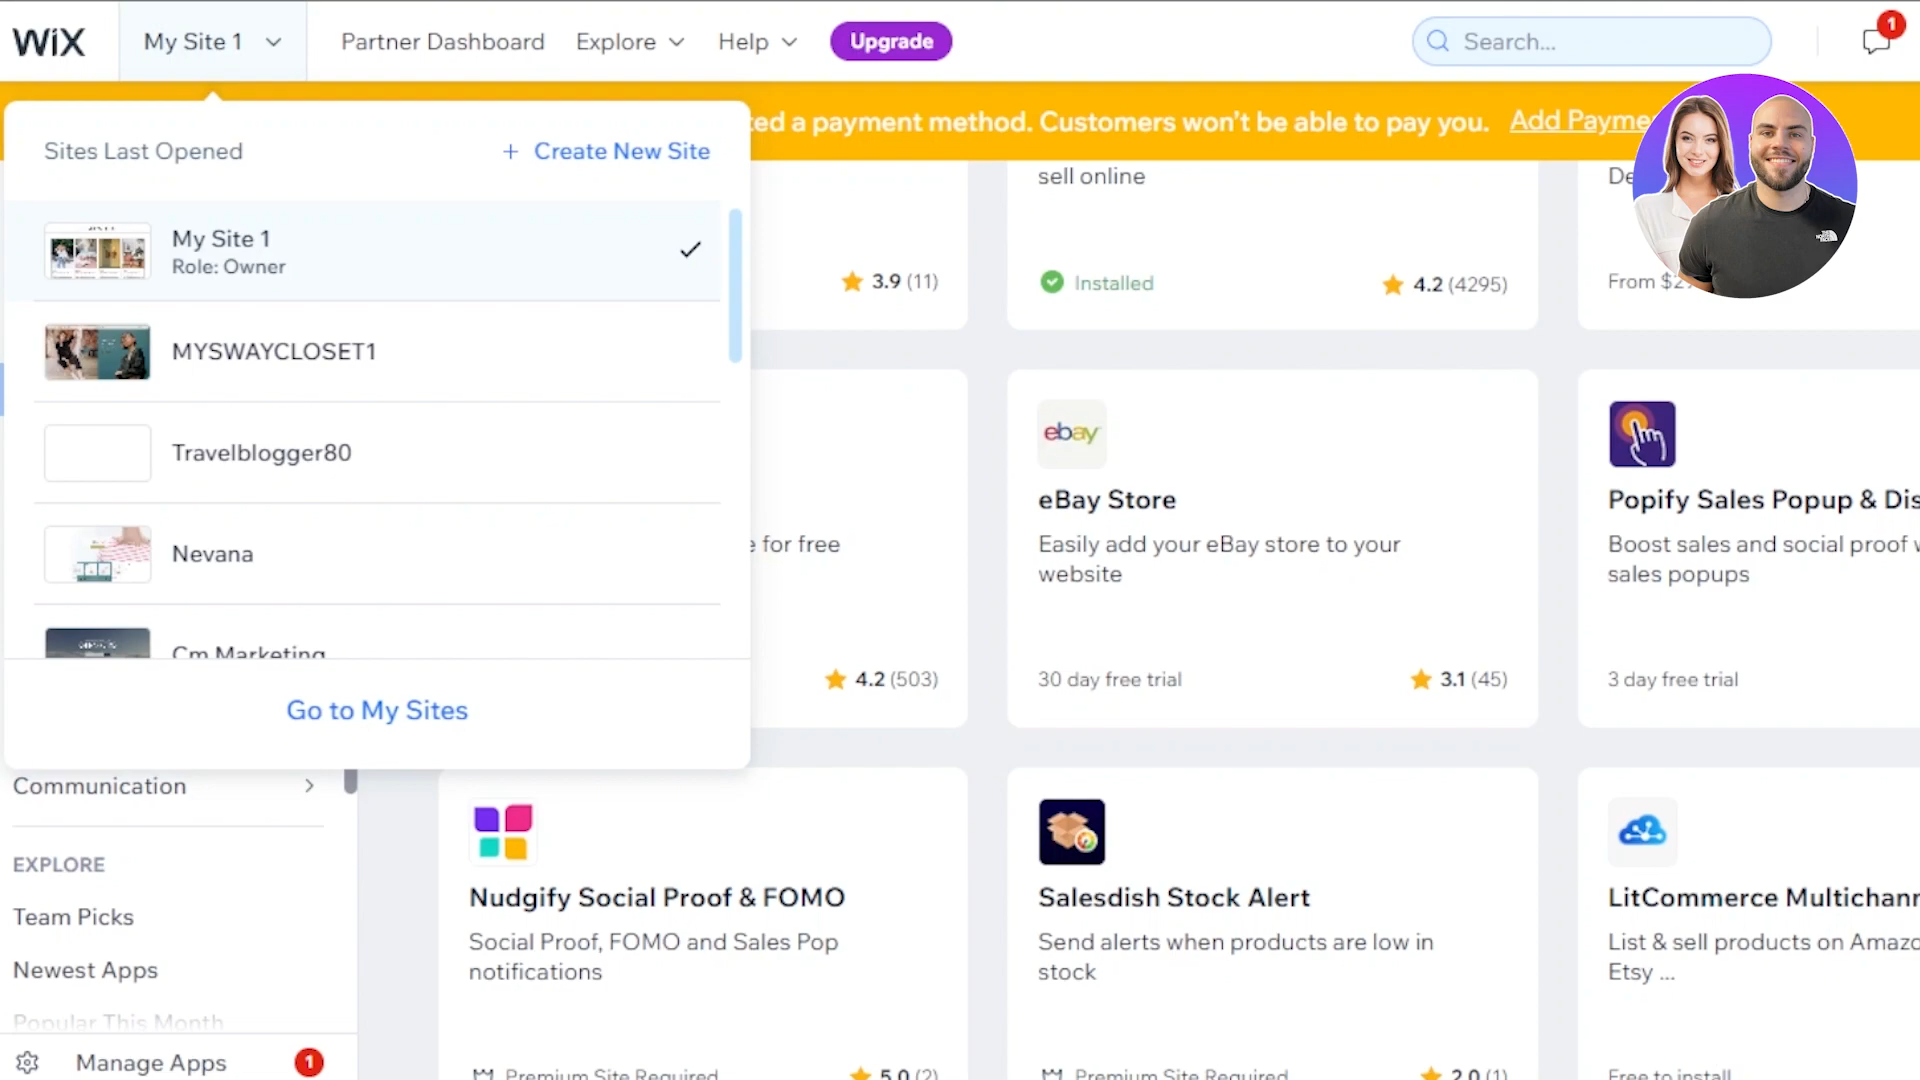 WIX
My Site 1
Partner Dashboard
Explore
Help
Upgrade
Search...
1
ted a payment method. Customers won't be able to pay you.
Add Payme
Sites Last Opened
+ Create New Site
My Site 1
Role: Owner
MYSWAYCLOSET1
Travelblogger80
Nevana
Cm Marketing
Go to My Sites
Communication
EXPLORE
Team Picks
Newest Apps
Popular This Month
Manage Apps
1
3.9 (11)
sell online
Installed
4.2 (4295)
De
From $2
e for free
4.2 (503)
ebay
eBay Store
Easily add your eBay store to your
website
30 day free trial
3.1 (45)
Popify Sales Popup & Dis
Boost sales and social proof w
sales popups
3 day free trial
Nudgify Social Proof & FOMO
Social Proof, FOMO and Sales Pop
notifications
Premium Site Required
5.0 (2)
Salesdish Stock Alert
Send alerts when products are low in
stock
Premium Site Required
2.0 (1)
LitCommerce Multichann
List & sell products on Amazo
Etsy ...
Free to install